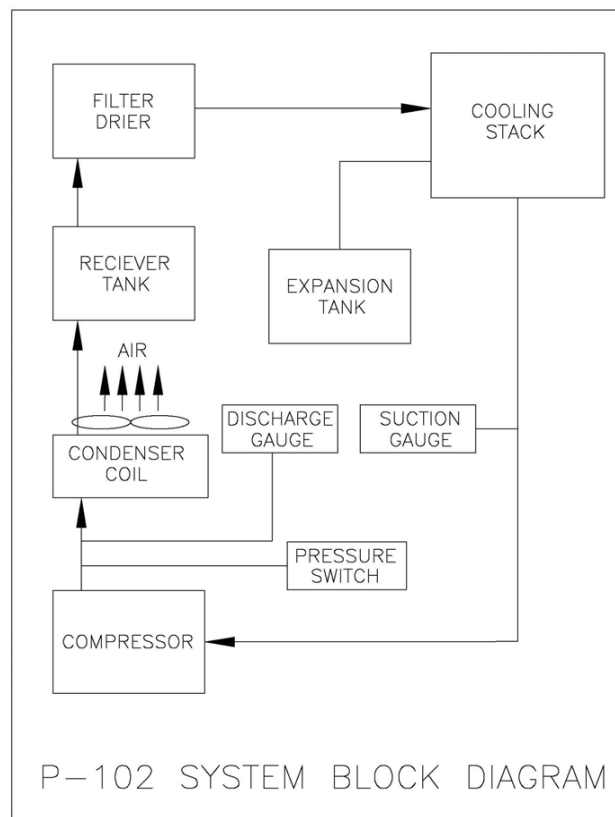 FILTER
DRIER
COOLING
STACK
RECIEVER
TANK
EXPANSION
TANK
AIR
DISCHARGE
GAUGE
SUCTION
GAUGE
CONDENSER
COIL
PRESSURE
SWITCH
COMPRESSOR
P-102 SYSTEM BLOCK DIAGRAM